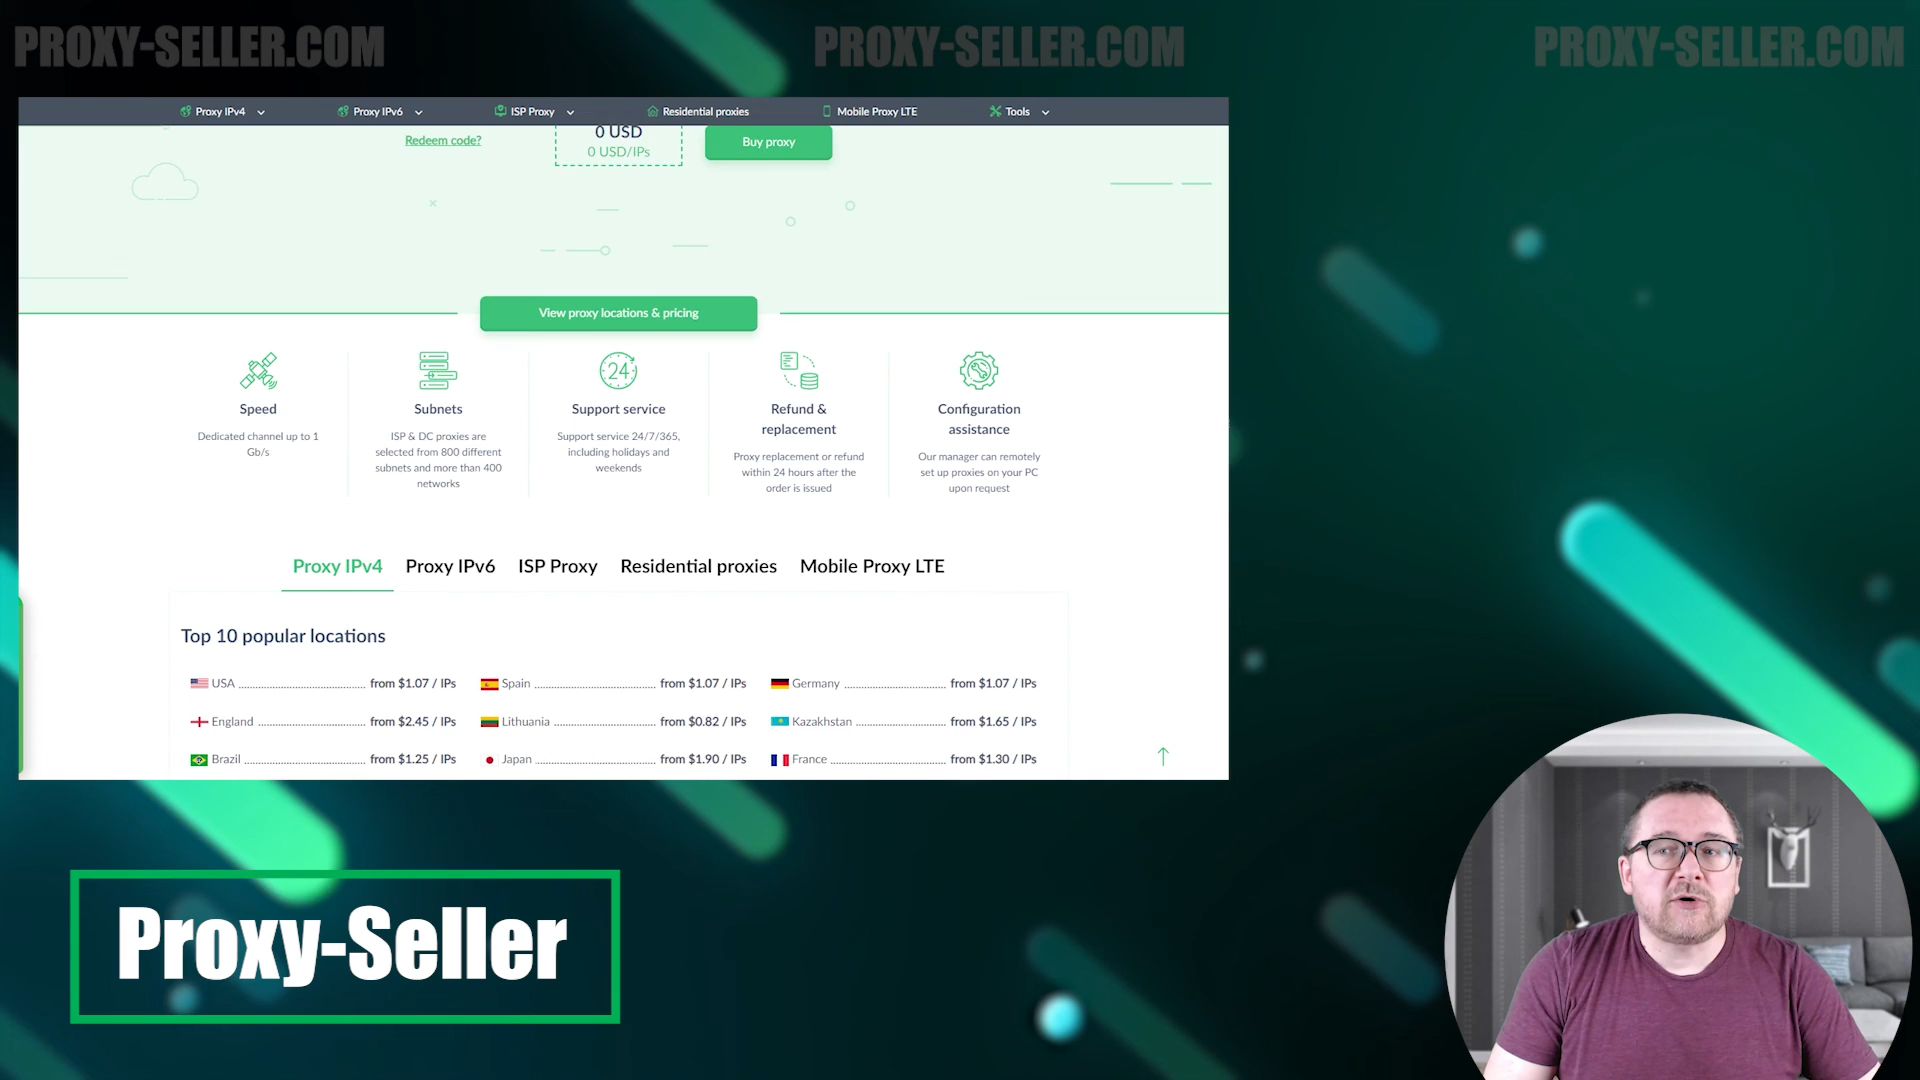 PROXY-SELLER.COM PROXY-SELLER.COM PROXY-SELLER.COM
Proxy IPv4 Proxy IPv6 ISP Proxy Residential proxies Mobile Proxy LTE Tools
Redeem code?
0 USD
0 USD/IPs
Buy proxy
View proxy locations & pricing
24
Speed
Dedicated channel up to 1
Gb/s
Subnets
ISP & DC proxies are
selected from 800 different
subnets and more than 400
networks
Support service
Support service 24/7/365,
including holidays and
weekends
Refund &
replacement
Proxy replacement or refund
within 24 hours after the
order is issued
Configuration
assistance
Our manager can remotely
set up proxies on your PC
upon request
Proxy IPv4 Proxy IPv6 ISP Proxy Residential proxies Mobile Proxy LTE
Top 10 popular locations
USA from $1.07 / IPs Spain from $1.07 / IPs Germany from $1.07 / IPs
England from $2.45 / IPs Lithuania from $0.82 / IPs Kazakhstan from $1.65 / IPs
Brazil from $1.25 / IPs Japan from $1.90 / IPs France from $1.30 / IPs
Proxy-Seller